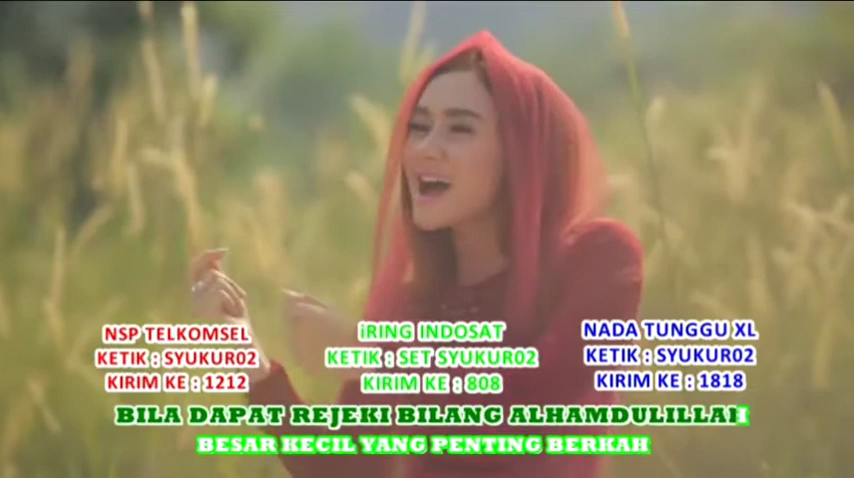 NSP TELKOMSEL
KETIK : SYUKUR02
KIRIM KE : 1212
iRING INDOSAT
KETIK : SET SYUKUR02
KIRIM KE : 808
NADA TUNGGU XL
KETIK : SYUKUR02
KIRIM KE : 1818
BILA DAPAT REJEKI BILANG ALHAMDULILLAH
BESAR KECIL YANG PENTING BERKAH